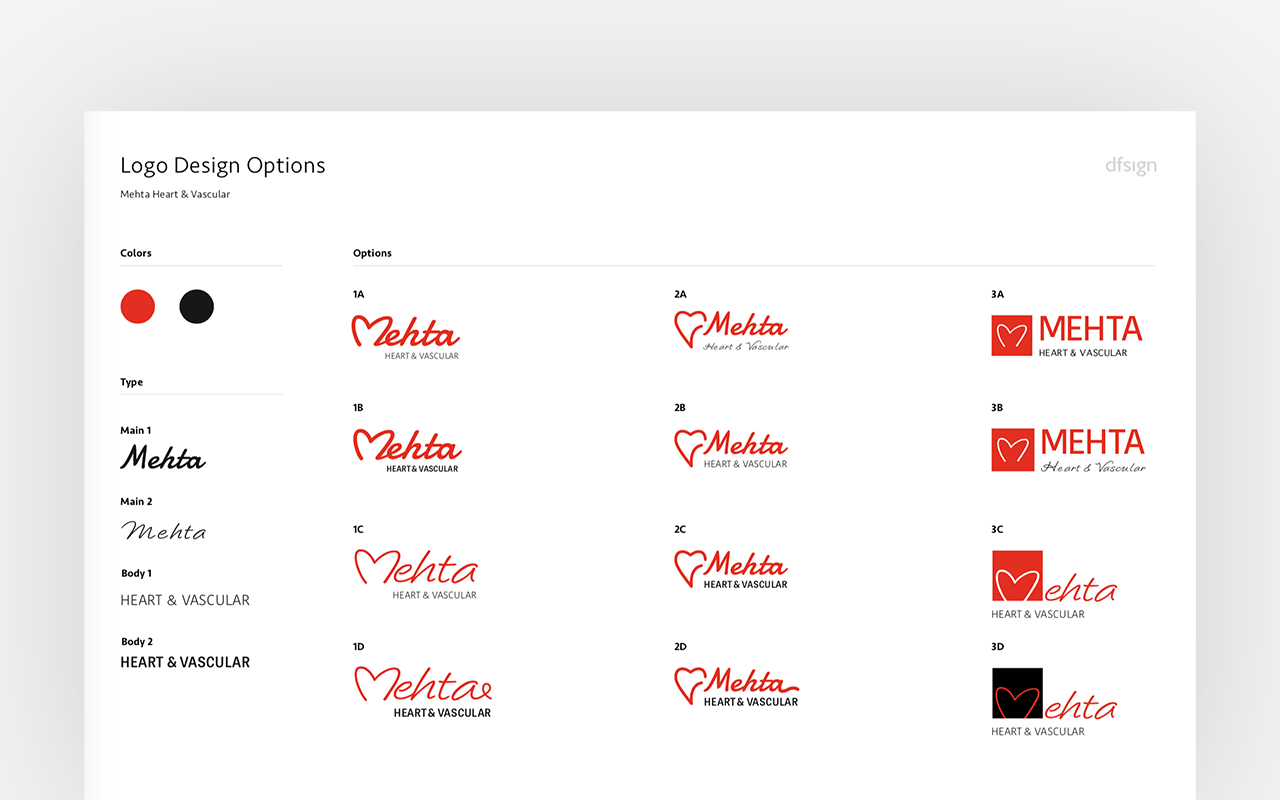 Logo Design Options
dfsign
Mehta Heart & Vascular
Colors
Type
Main 1
Mehta
Main 2
Mehta
Body 1
HEART & VASCULAR
Body 2
HEART & VASCULAR
Options
1A
Mehta
HEART & VASCULAR
2A
Mehta
Heart & Vascular
3A
MEHTA
HEART & VASCULAR
1B
Mehta
HEART & VASCULAR
2B
Mehta
HEART & VASCULAR
3B
MEHTA
Heart & Vascular
1C
Mehta
HEART & VASCULAR
2C
Mehta
HEART & VASCULAR
3C
Mehta
HEART & VASCULAR
1D
Mehta
HEART & VASCULAR
2D
Mehta
HEART & VASCULAR
3D
Mehta
HEART & VASCULAR